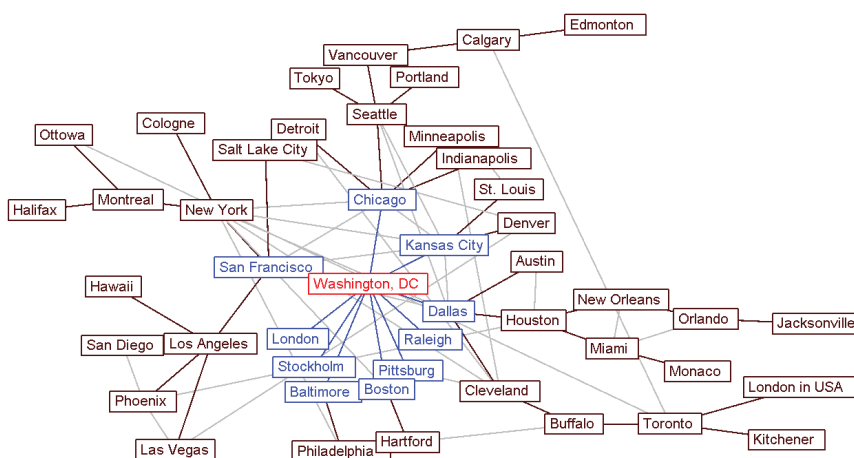 Edmonton
Calgary
Vancouver
Tokyo
Portland
Seattle
Cologne
Detroit
Ottowa
Minneapolis
Salt Lake City
Indianapolis
St. Louis
Chicago
Montreal
Halifax
New York
Denver
Kansas City
Austin
San Francisco
Washington, DC
Hawaii
New Orleans
Dallas
Houston
Orlando
Jacksonville
London
Raleigh
San Diego
Los Angeles
Miami
Stockholm
Pittsburg
Monaco
Baltimore
Boston
Cleveland
London in USA
Phoenix
Buffalo
Toronto
Kitchener
Hartford
Las Vegas
Philadelphia